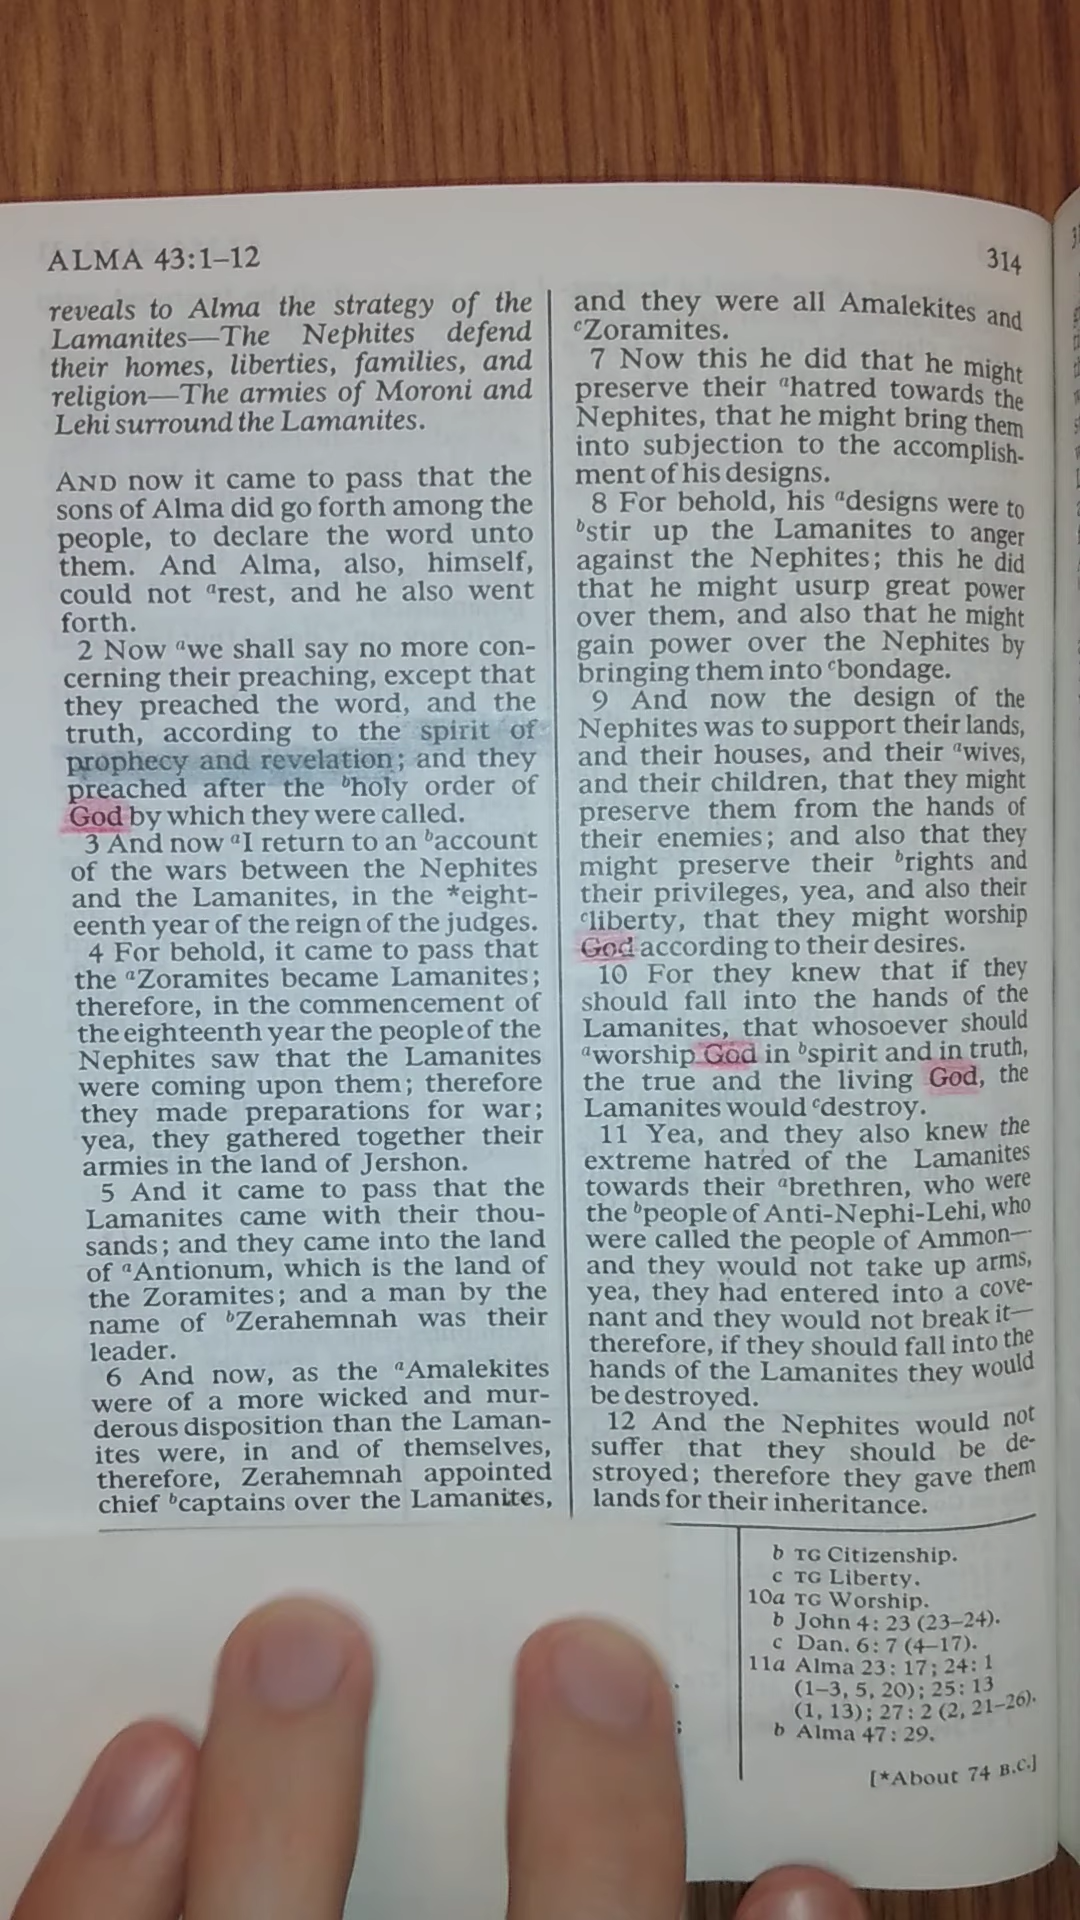 ALMA 43:1–12
314
reveals to Alma the strategy of the
Lamanites—The Nephites defend
their homes, liberties, families, and
religion—The armies of Moroni and
Lehi surround the Lamanites.
AND now it came to pass that the
sons of Alma did go forth among the
people, to declare the word unto
them. And Alma, also, himself,
could not arest, and he also went
forth.
2 Now awe shall say no more con-
cerning their preaching, except that
they preached the word, and the
truth, according to the spirit of
prophecy and revelation; and they
preached after the bholy order of
God by which they were called.
3 And now aI return to an baccount
of the wars between the Nephites
and the Lamanites, in the *eight-
eenth year of the reign of the judges.
4 For behold, it came to pass that
the aZoramites became Lamanites;
therefore, in the commencement of
the eighteenth year the people of the
Nephites saw that the Lamanites
were coming upon them; therefore
they made preparations for war;
yea, they gathered together their
armies in the land of Jershon.
5 And it came to pass that the
Lamanites came with their thou-
sands; and they came into the land
of aAntionum, which is the land of
the Zoramites; and a man by the
name of bZerahemnah was their
leader.
6 And now, as the aAmalekites
were of a more wicked and mur-
derous disposition than the Laman-
ites were, in and of themselves,
therefore, Zerahemnah appointed
chief bcaptains over the Lamanites,
and they were all Amalekites and
cZoramites.
7 Now this he did that he might
preserve their ahatred towards the
Nephites, that he might bring them
into subjection to the accomplish-
ment of his designs.
8 For behold, his adesigns were to
bstir up the Lamanites to anger
against the Nephites; this he did
that he might usurp great power
over them, and also that he might
gain power over the Nephites by
bringing them into cbondage.
9 And now the design of the
Nephites was to support their lands,
and their houses, and their awives,
and their children, that they might
preserve them from the hands of
their enemies; and also that they
might preserve their brights and
their privileges, yea, and also their
cliberty, that they might worship
God according to their desires.
10 For they knew that if they
should fall into the hands of the
Lamanites, that whosoever should
aworship God in bspirit and in truth,
the true and the living God, the
Lamanites would cdestroy.
11 Yea, and they also knew the
extreme hatred of the Lamanites
towards their abrethren, who were
the bpeople of Anti-Nephi-Lehi, who
were called the people of Ammon—
and they would not take up arms,
yea, they had entered into a cove-
nant and they would not break it—
therefore, if they should fall into the
hands of the Lamanites they would
be destroyed.
12 And the Nephites would not
suffer that they should be de-
stroyed; therefore they gave them
lands for their inheritance.
b TG Citizenship.
c TG Liberty.
10a TG Worship.
b John 4: 23 (23–24).
c Dan. 6: 7 (4–17).
11a Alma 23: 17; 24: 1
(1–3, 5, 20); 25: 13
(1, 13); 27: 2 (2, 21–26).
b Alma 47: 29.
[*About 74 B.C.]